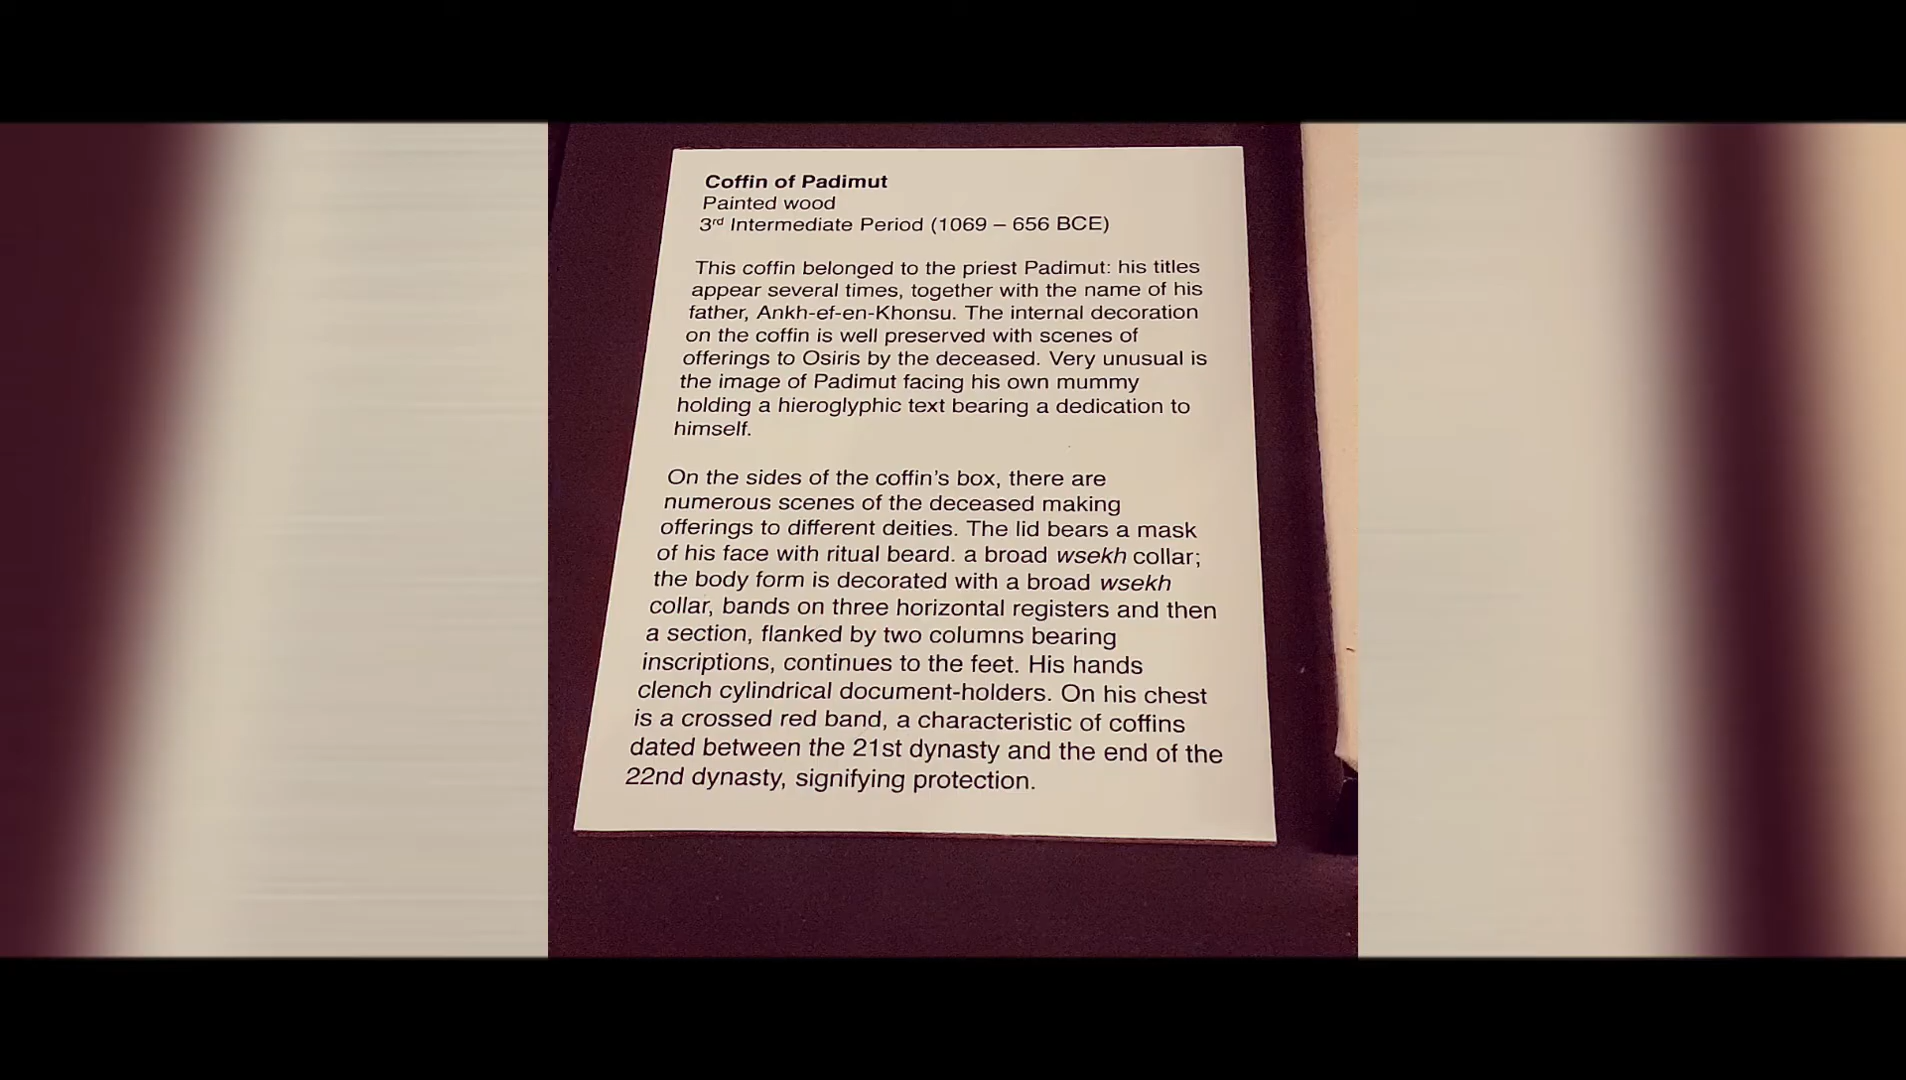 Coffin of Padimut
Painted wood
3rd Intermediate Period (1069 – 656 BCE)
This coffin belonged to the priest Padimut: his titles
appear several times, together with the name of his
father, Ankh-ef-en-Khonsu. The internal decoration
on the coffin is well preserved with scenes of
offerings to Osiris by the deceased. Very unusual is
the image of Padimut facing his own mummy
holding a hieroglyphic text bearing a dedication to
himself.
On the sides of the coffin's box, there are
numerous scenes of the deceased making
offerings to different deities. The lid bears a mask
of his face with ritual beard. a broad wsekh collar;
the body form is decorated with a broad wsekh
collar, bands on three horizontal registers and then
a section, flanked by two columns bearing
inscriptions, continues to the feet. His hands
clench cylindrical document-holders. On his chest
is a crossed red band, a characteristic of coffins
dated between the 21st dynasty and the end of the
22nd dynasty, signifying protection.